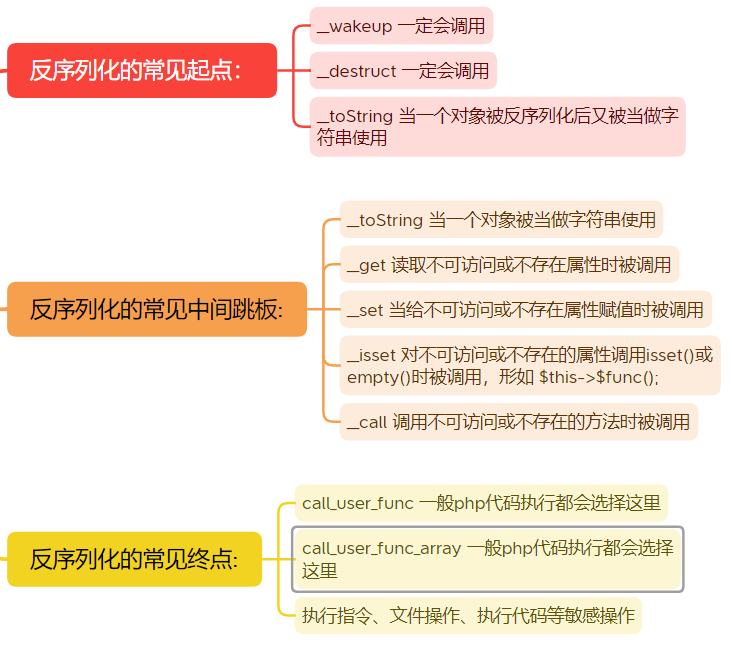 反序列化的常见起点：
__wakeup 一定会调用
__destruct 一定会调用
__toString 当一个对象被反序列化后又被当做字
符串使用
反序列化的常见中间跳板:
__toString 当一个对象被当做字符串使用
__get 读取不可访问或不存在属性时被调用
__set 当给不可访问或不存在属性赋值时被调用
__isset 对不可访问或不存在的属性调用isset()或
empty()时被调用，形如 $this->$func();
__call 调用不可访问或不存在的方法时被调用
反序列化的常见终点:
call_user_func 一般php代码执行都会选择这里
call_user_func_array 一般php代码执行都会选择
这里
执行指令、文件操作、执行代码等敏感操作